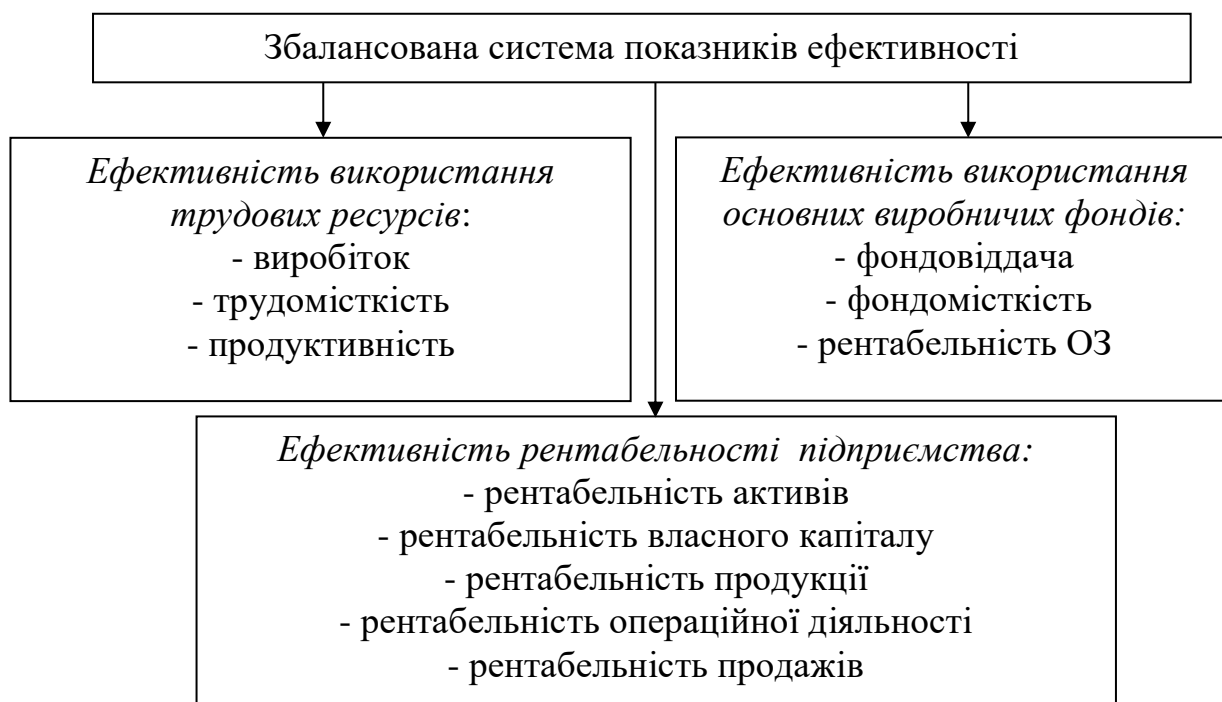 Збалансована система показників ефективності
Ефективність використання
трудових ресурсів:
- виробіток
- трудомісткість
- продуктивність
Ефективність використання
основних виробничих фондів:
- фондовіддача
- фондомісткість
- рентабельність ОЗ
Ефективність рентабельності підприємства:
- рентабельність активів
- рентабельність власного капіталу
- рентабельність продукції
- рентабельність операційної діяльності
- рентабельність продажів